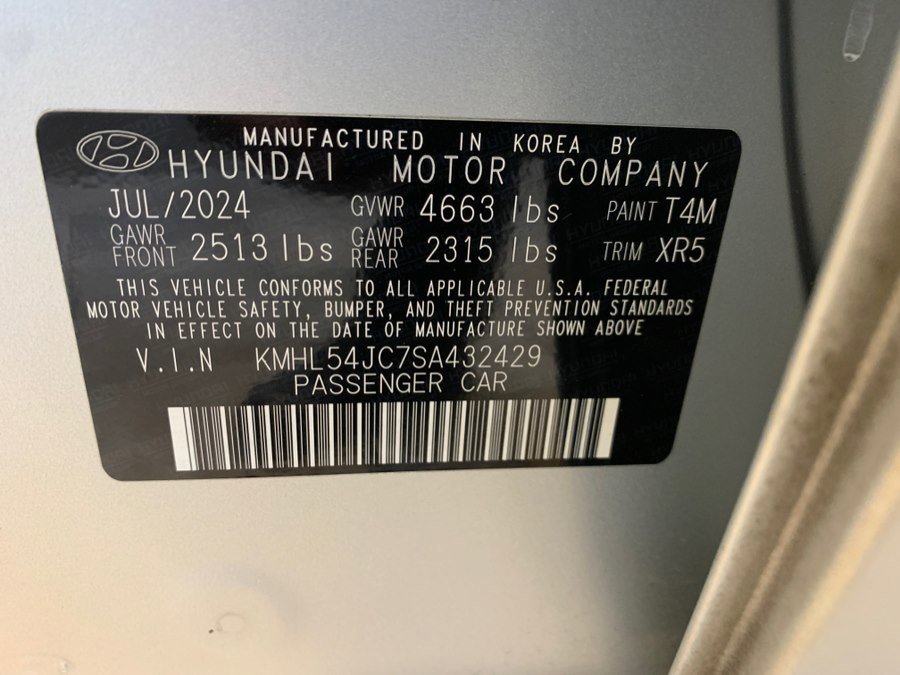 MANUFACTURED IN KOREA BY
HYUNDAI MOTOR COMPANY
JUL/2024 GVWR 4663 lbs PAINT T4M
GAWR FRONT 2513 lbs GAWR REAR 2315 lbs TRIM XR5
THIS VEHICLE CONFORMS TO ALL APPLICABLE U.S.A. FEDERAL
MOTOR VEHICLE SAFETY, BUMPER, AND THEFT PREVENTION STANDARDS
IN EFFECT ON THE DATE OF MANUFACTURE SHOWN ABOVE
V.I.N KMHL54JC7SA432429
PASSENGER CAR